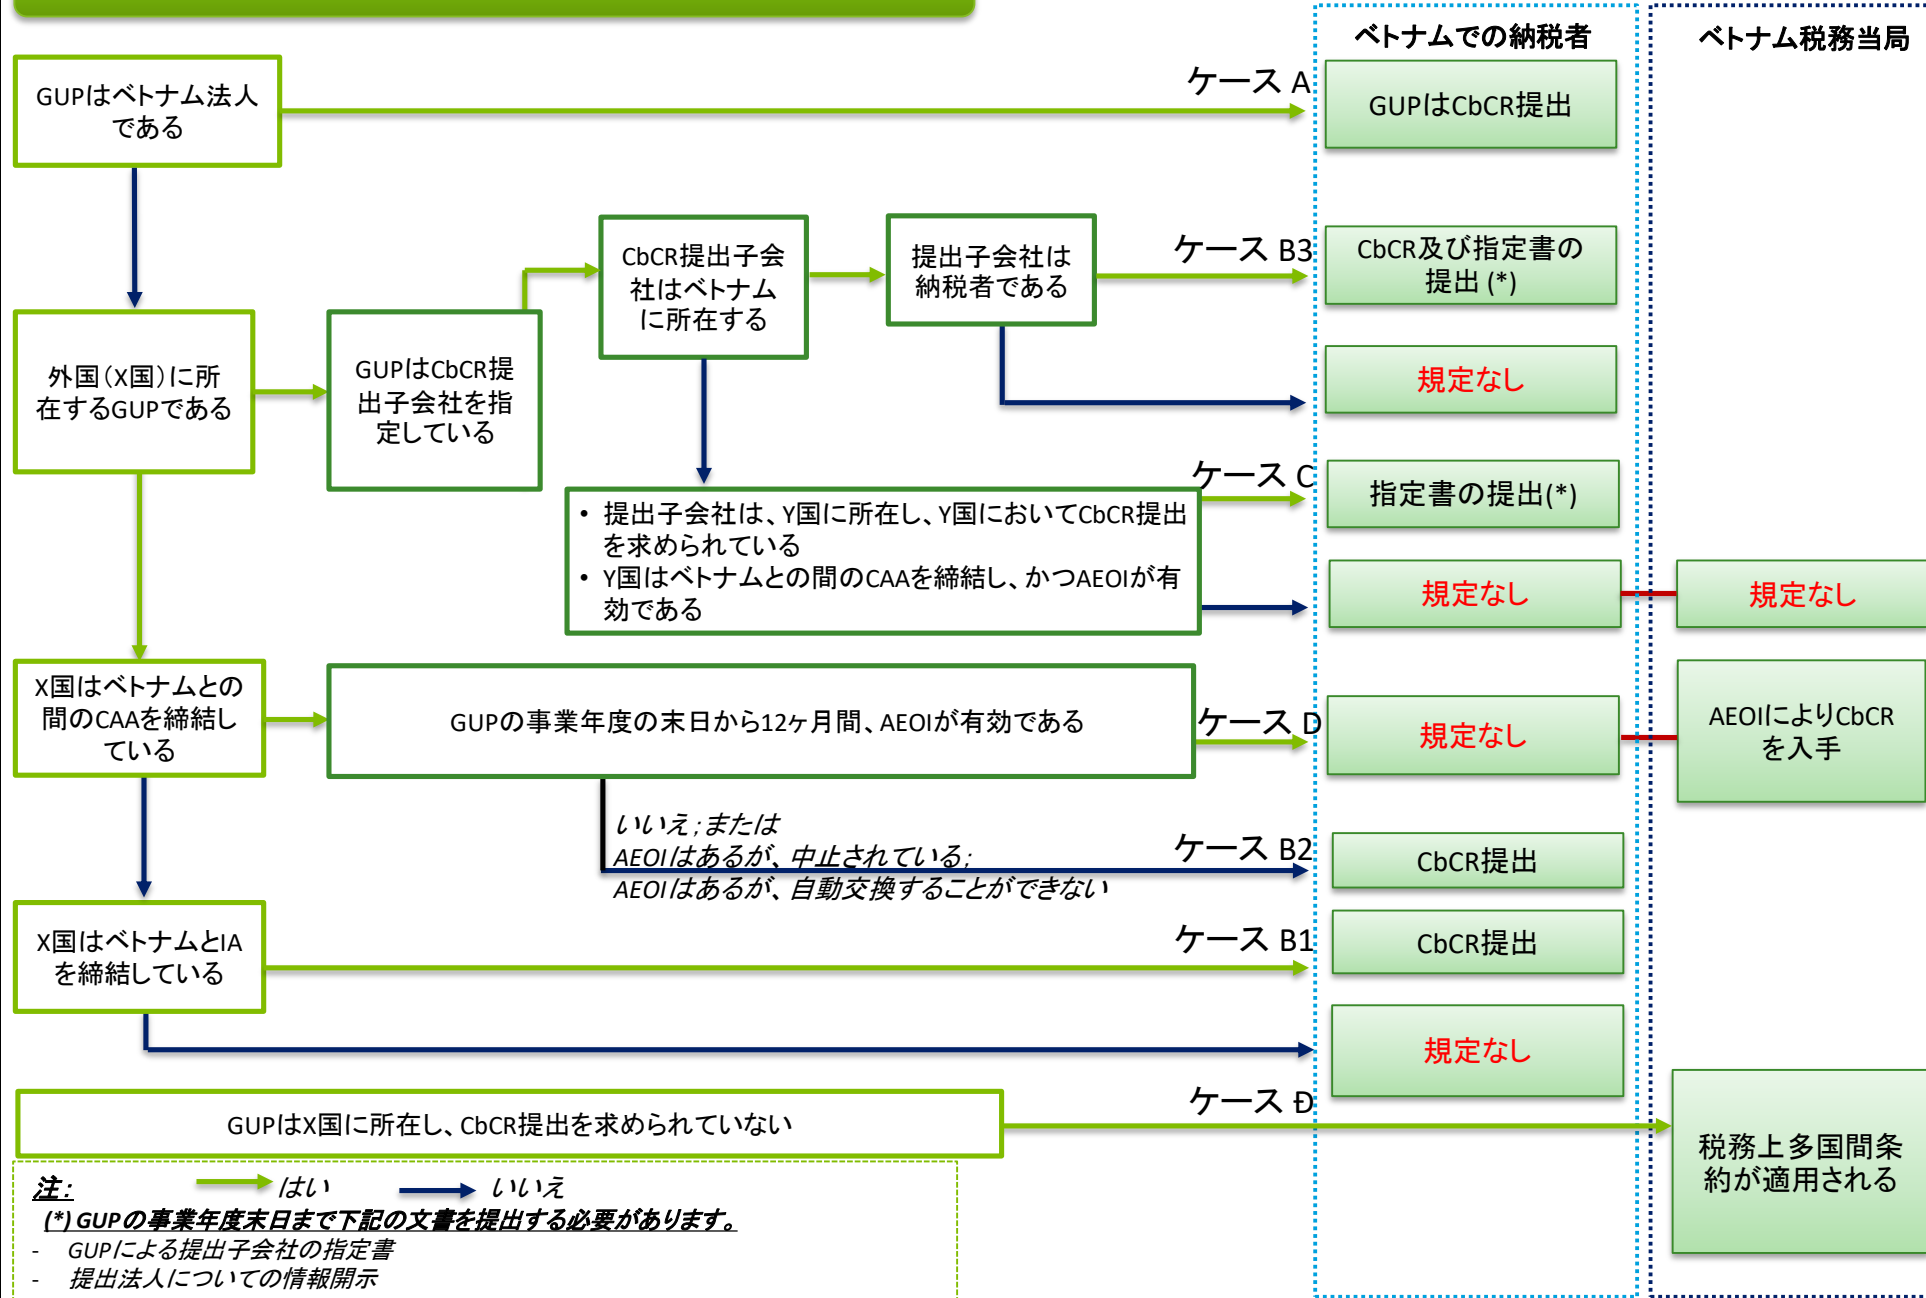 ベトナムでの納税者
ベトナム税務当局
GUPはベトナム法人
である
ケース A
GUPはCbCR提出
CbCR提出子会
社はベトナム
に所在する
提出子会社は
納税者である
ケース B3
CbCR及び指定書の
提出 (*)
外国（X国）に所
在するGUPである
GUPはCbCR提
出子会社を指
定している
規定なし
ケース C
指定書の提出(*)
• 提出子会社は、Y国に所在し、Y国においてCbCR提出
を求められている
• Y国はベトナムとの間のCAAを締結し、かつAEOIが有
効である
規定なし
規定なし
X国はベトナムとの
間のCAAを締結し
ている
GUPの事業年度の末日から12ヶ月間、AEOIが有効である
ケース D
規定なし
AEOIによりCbCR
を入手
いいえ；または
AEOIはあるが、中止されている；
AEOIはあるが、自動交換することができない
ケース B2
CbCR提出
X国はベトナムとIA
を締結している
ケース B1
CbCR提出
規定なし
GUPはX国に所在し、CbCR提出を求められていない
ケース Đ
税務上多国間条
約が適用される
注：
はい
いいえ
(*) GUPの事業年度末日まで下記の文書を提出する必要があります。
- GUPによる提出子会社の指定書
- 提出法人についての情報開示